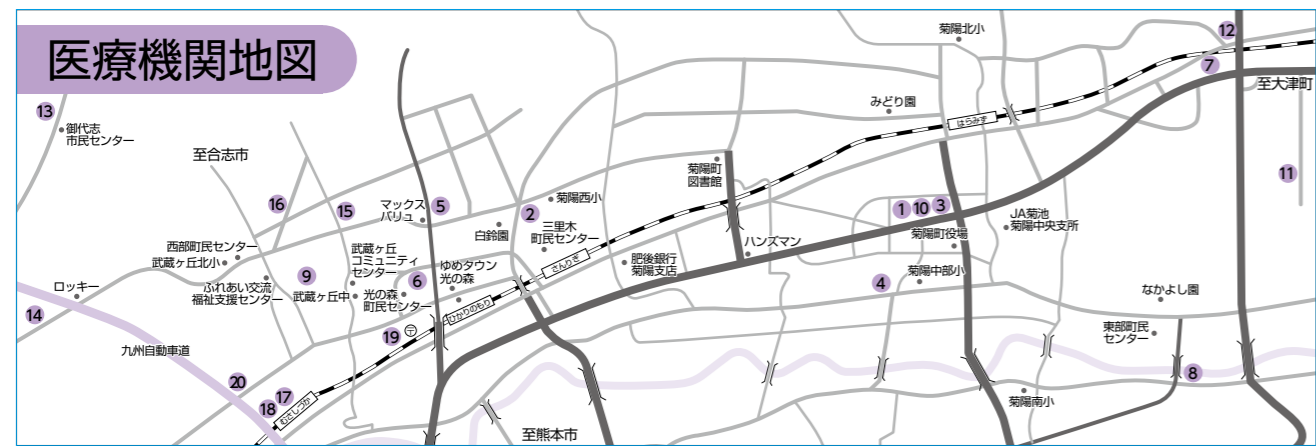 医療機関地図
菊陽北小
⑫
⑦
至大津町
⑬
御代志
市民センター
至合志市
みどり園
はらみず
菊陽町
図書館
⑪
⑯
⑮
マックス
バリュ
⑤
②
菊陽西小
白鈴園
三里木
町民センター
①
⑩
③
JA菊池
菊陽中央支所
菊陽町役場
ハンズマン
西部町民センター
武蔵ヶ丘北小
武蔵ヶ丘
コミュニティ
センター
ゆめタウン
光の森
さんりぎ
肥後銀行
菊陽支店
⑨
⑥
④
菊陽中部小
ロッキー
ふれあい交流
福祉支援センター
武蔵ヶ丘中
光の森
町民センター
ひかりのもり
なかよし園
⑭
⑲
〒
東部町民
センター
九州自動車道
⑧
⑳
⑰
⑱
むさしづか
菊陽南小
至熊本市